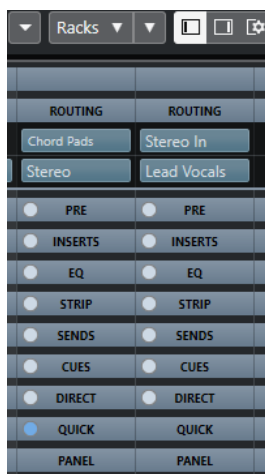 Racks
ROUTING ROUTING
Chord Pads Stereo In
Stereo Lead Vocals
PRE PRE
INSERTS INSERTS
EQ EQ
STRIP STRIP
SENDS SENDS
CUES CUES
DIRECT DIRECT
QUICK QUICK
PANEL PANEL